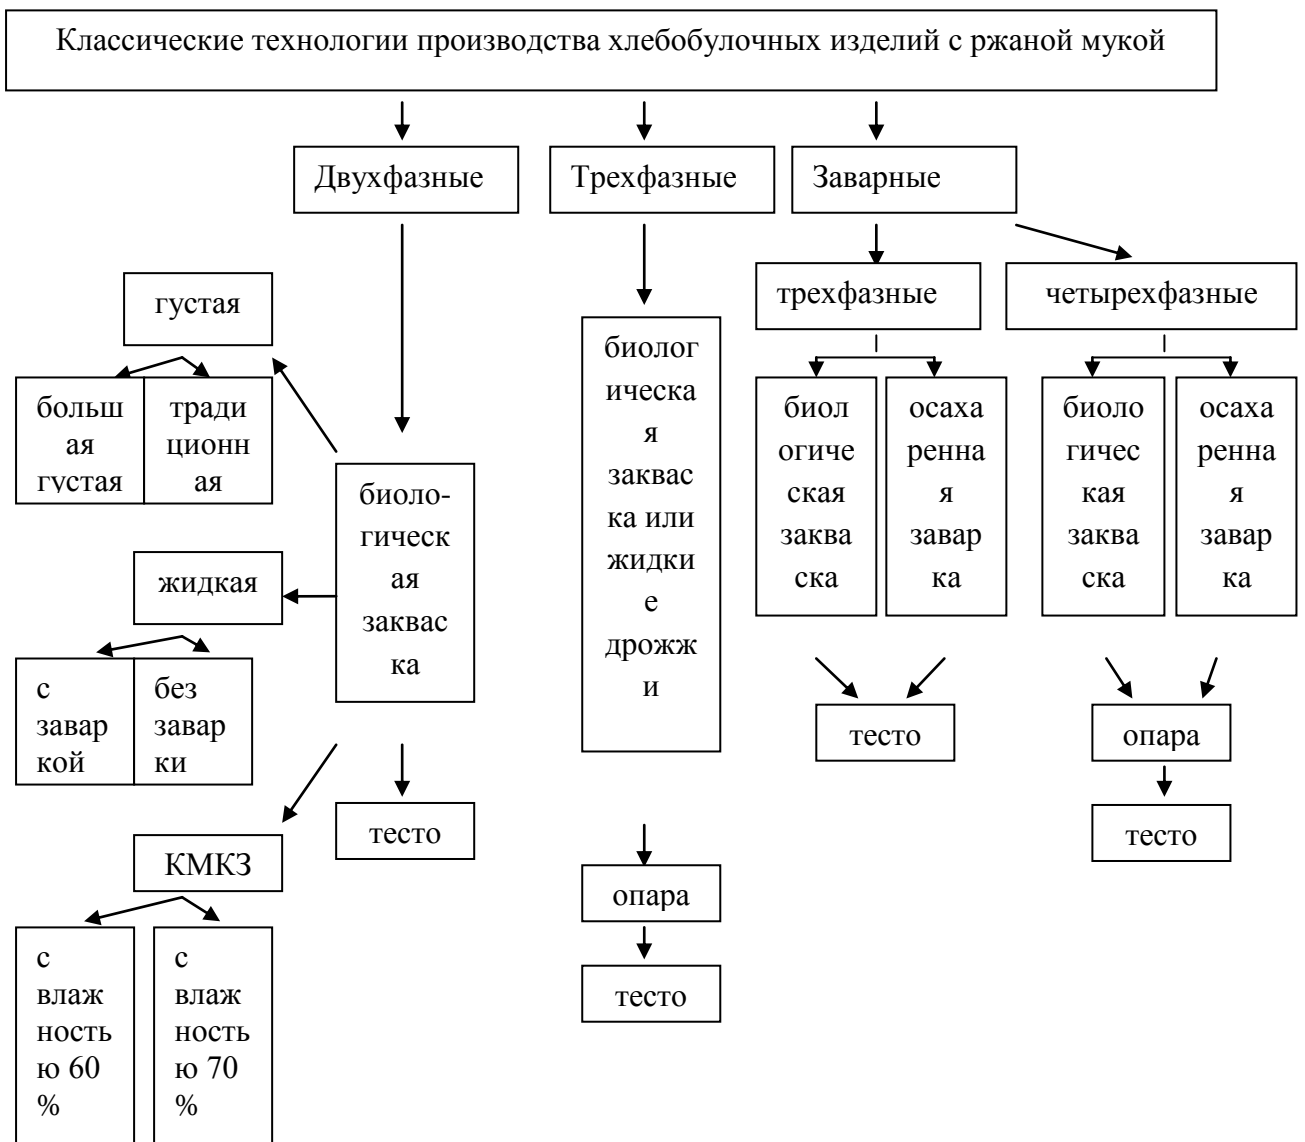 Классические технологии производства хлебобулочных изделий с ржаной мукой
Двухфазные
Трехфазные
Заварные
густая
больш
ая
густая
тради
ционн
ая
жидкая
с
завар
кой
без
завар
ки
КМКЗ
с
влаж
ность
ю 60
%
с
влаж
ность
ю 70
%
биоло-
гическ
ая
заквас
ка
тесто
биолог
ическа
я
заквас
ка или
жидки
е
дрожж
и
опара
тесто
трехфазные
биол
огиче
ская
заква
ска
осаха
ренна
я
завар
ка
тесто
четырехфазные
биоло
гичес
кая
заква
ска
осаха
ренна
я
завар
ка
опара
тесто